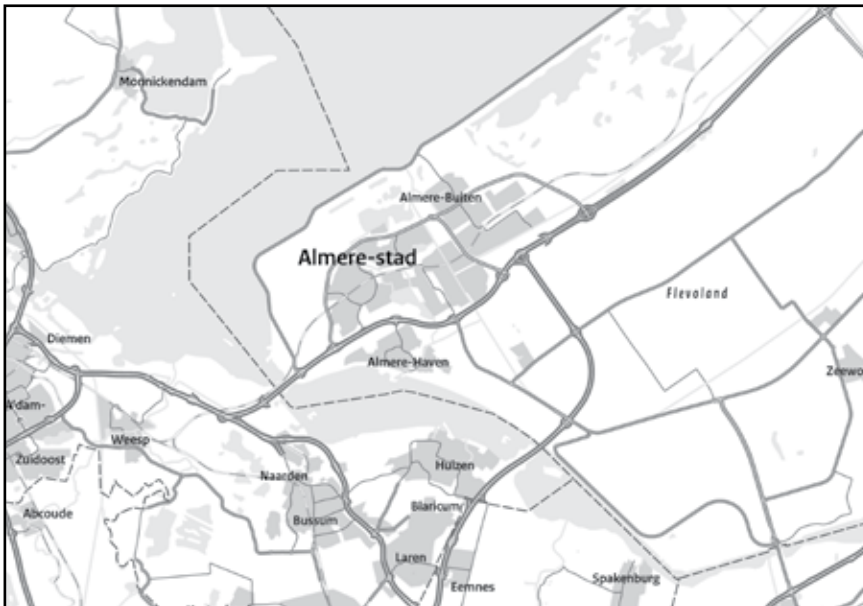 Monnickendam
Almere-Buiten
Almere-stad
Flevoland
Diemen
Almere-Haven
Zeewo
A'dam-
Zuidoost
Weesp
Huizen
Naarden
Blaricum
Bussum
Abcoude
Laren
Eemnes
Spakenburg